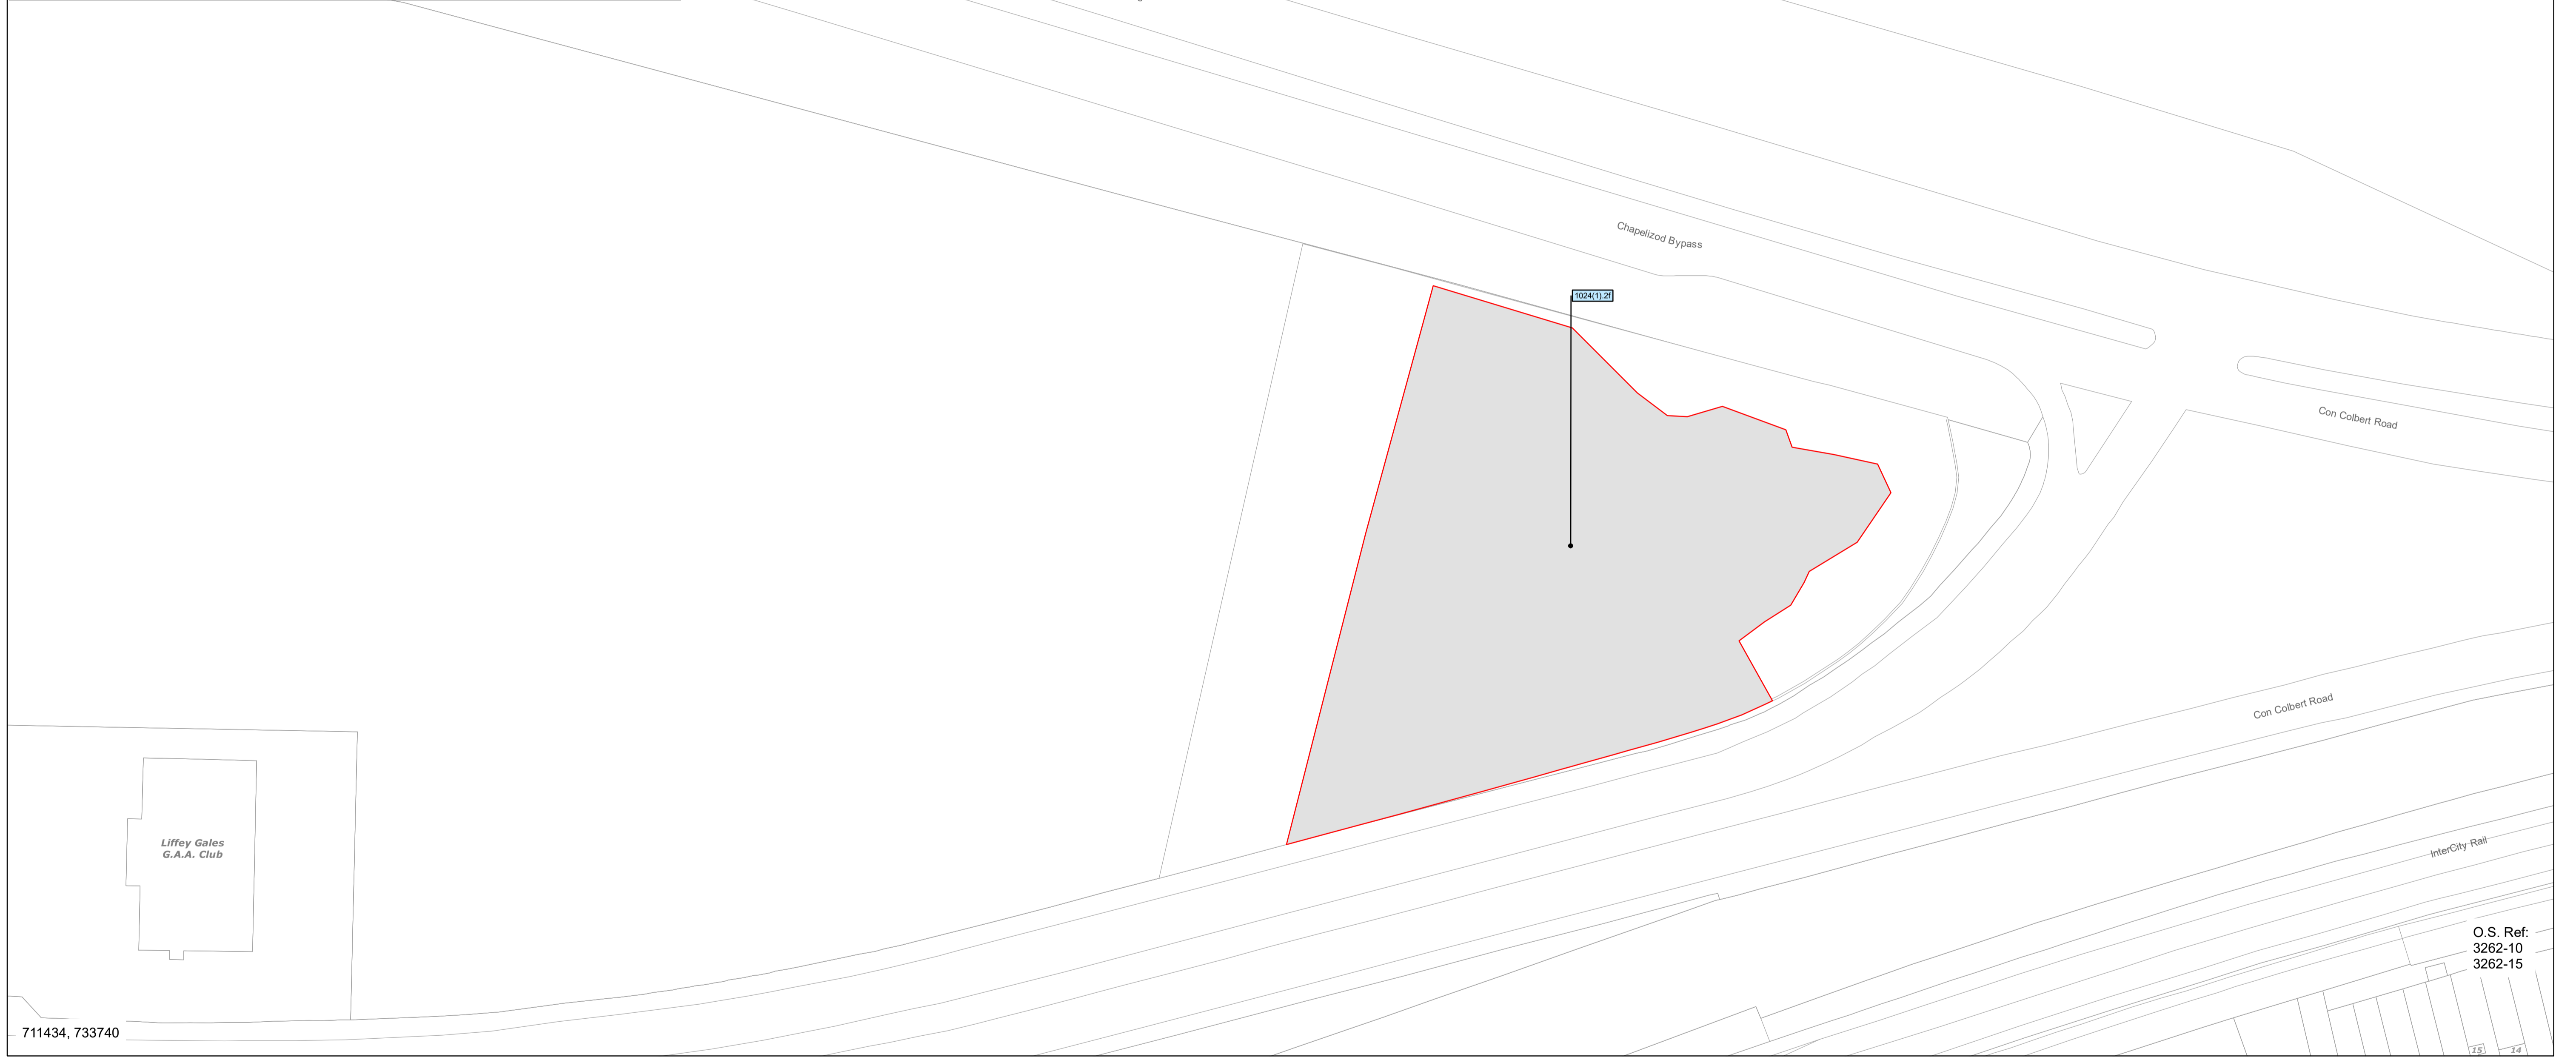 Chapelizod Bypass
1024(1).2f
Con Colbert Road
Con Colbert Road
Liffey Gales
G.A.A. Club
InterCity Rail
O.S. Ref:
3262-10
3262-15
711434, 733740
15
14